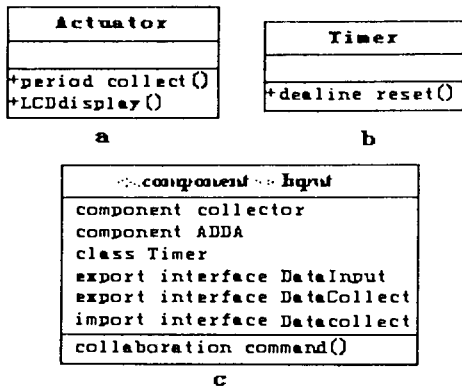 Actuator
+period collect()
+LCDdisplay()
a
Timer
+dealine reset()
b
component Input
component collector
component ADDA
class Timer
export interface DataInput
export interface DataCollect
import interface Datacollect
collaboration command()
c